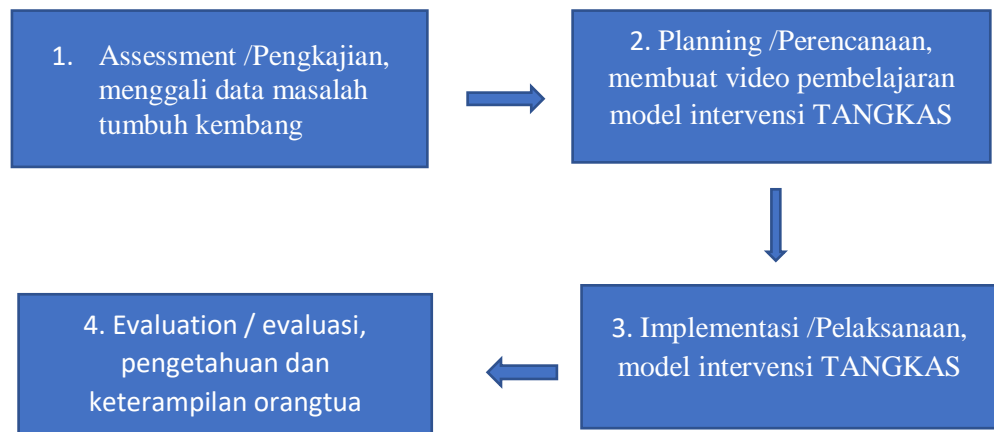 1. Assessment /Pengkajian,
menggali data masalah
tumbuh kembang
2. Planning /Perencanaan,
membuat video pembelajaran
model intervensi TANGKAS
3. Implementasi /Pelaksanaan,
model intervensi TANGKAS
4. Evaluation / evaluasi,
pengetahuan dan
keterampilan orangtua